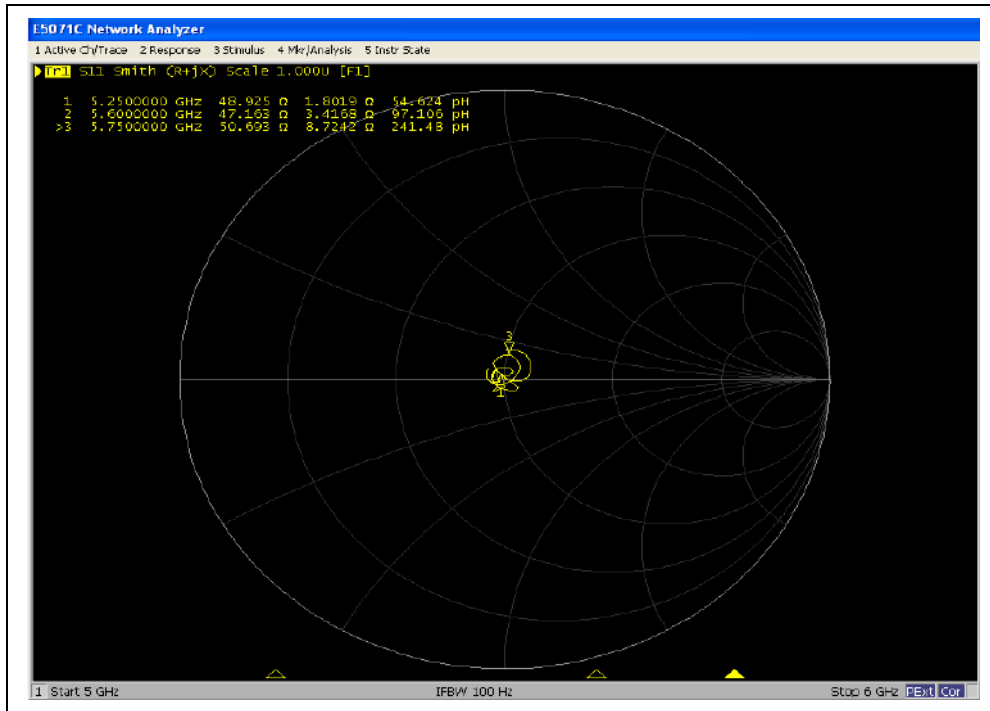 E5071C Network Analyzer
1 Active Ch/Trace 2 Response 3 Stimulus 4 Mkr/Analysis 5 Instr State
Tr1 S11 Smith (R+jX) Scale 1.000U [F1]
1 5.2500000 GHz 48.925 Ω 1.8019 Ω 54.624 pH
2 5.6000000 GHz 47.163 Ω 3.4168 Ω 97.106 pH
>3 5.7500000 GHz 50.693 Ω 8.7242 Ω 241.48 pH
3
1
1 Start 5 GHz IFBW 100 Hz Stop 6 GHz PExt Cor